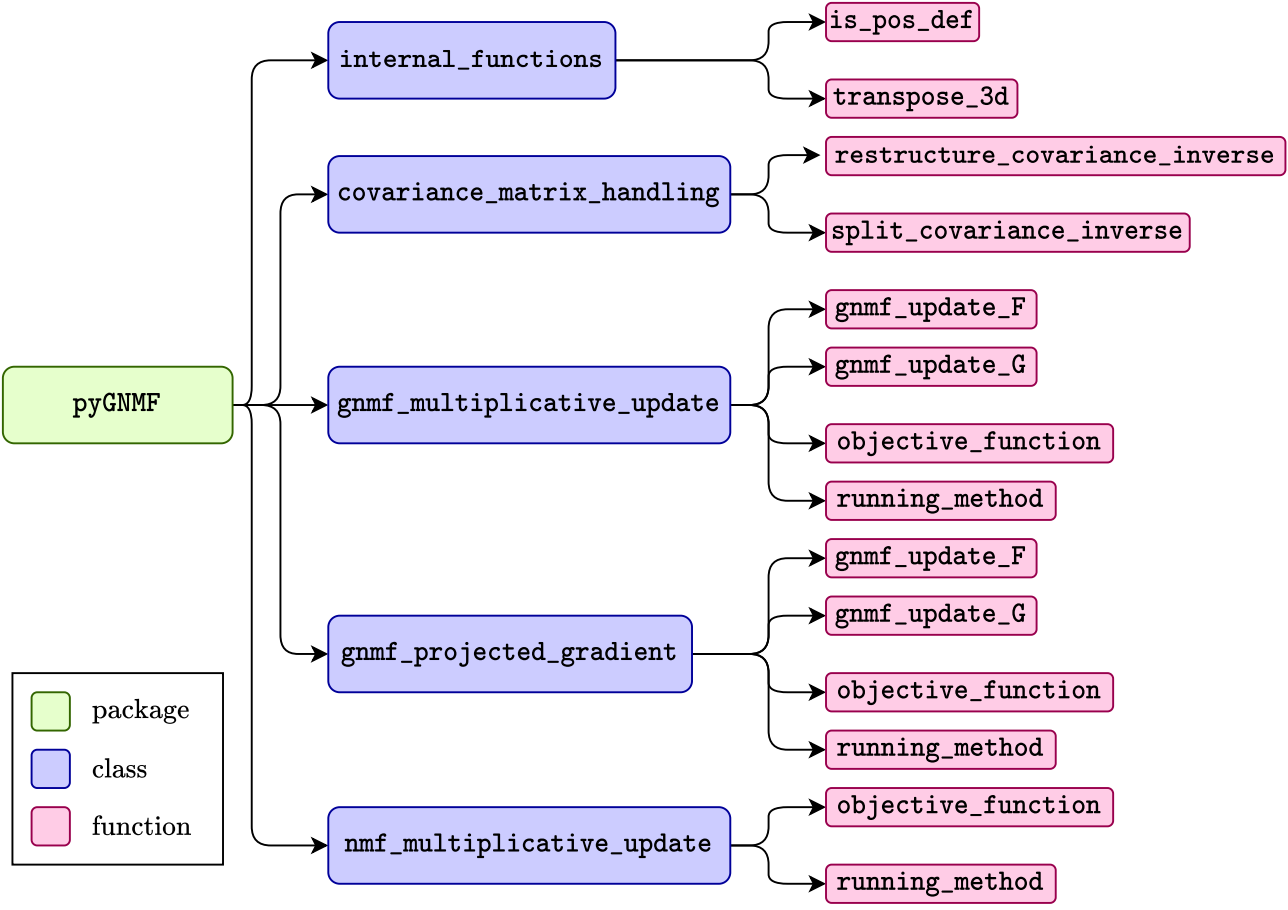 is_pos_def
internal_functions
transpose_3d
restructure_covariance_inverse
covariance_matrix_handling
split_covariance_inverse
gnmf_update_F
gnmf_update_G
pyGNMF
gnmf_multiplicative_update
objective_function
running_method
gnmf_update_F
gnmf_update_G
gnmf_projected_gradient
objective_function
running_method
package
class
function
objective_function
nmf_multiplicative_update
running_method